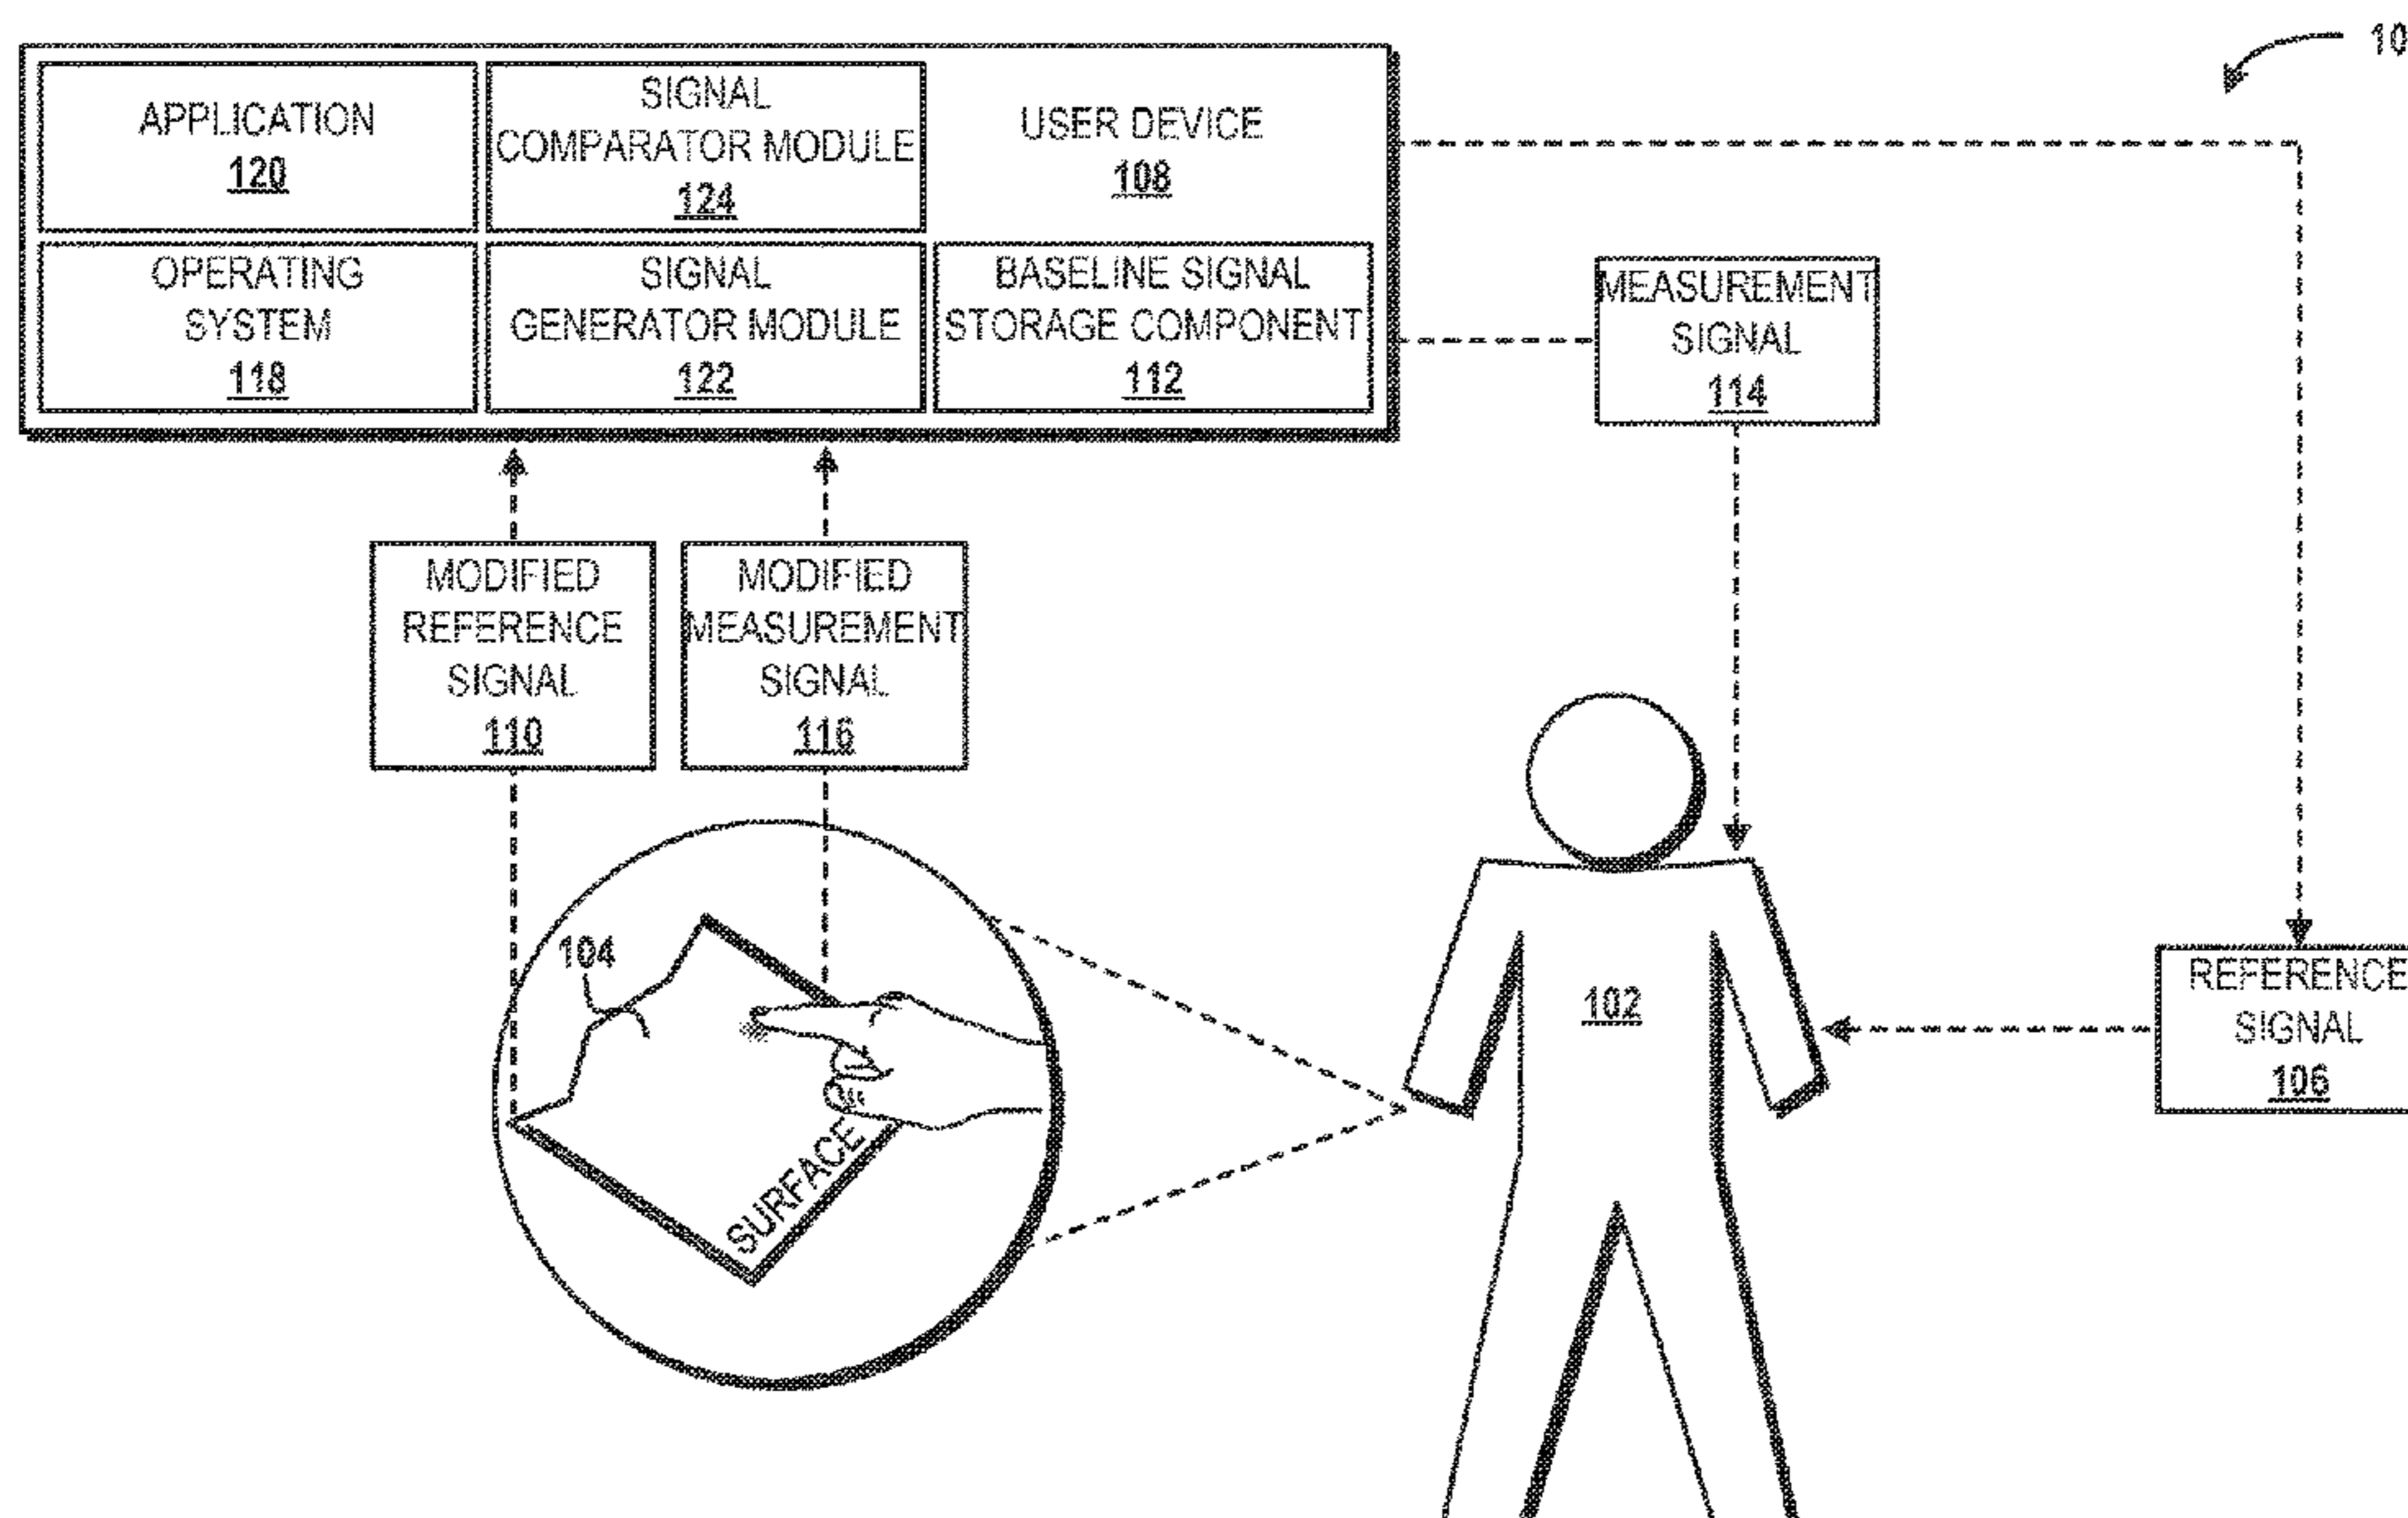 10
APPLICATION
120
SIGNAL
COMPARATOR MODULE
124
USER DEVICE
108
OPERATING
SYSTEM
118
SIGNAL
GENERATOR MODULE
122
BASELINE SIGNAL
STORAGE COMPONENT
112
MEASUREMENT
SIGNAL
114
MODIFIED
REFERENCE
SIGNAL
110
MODIFIED
MEASUREMENT
SIGNAL
116
104
SURFACE
102
REFERENCE
SIGNAL
106